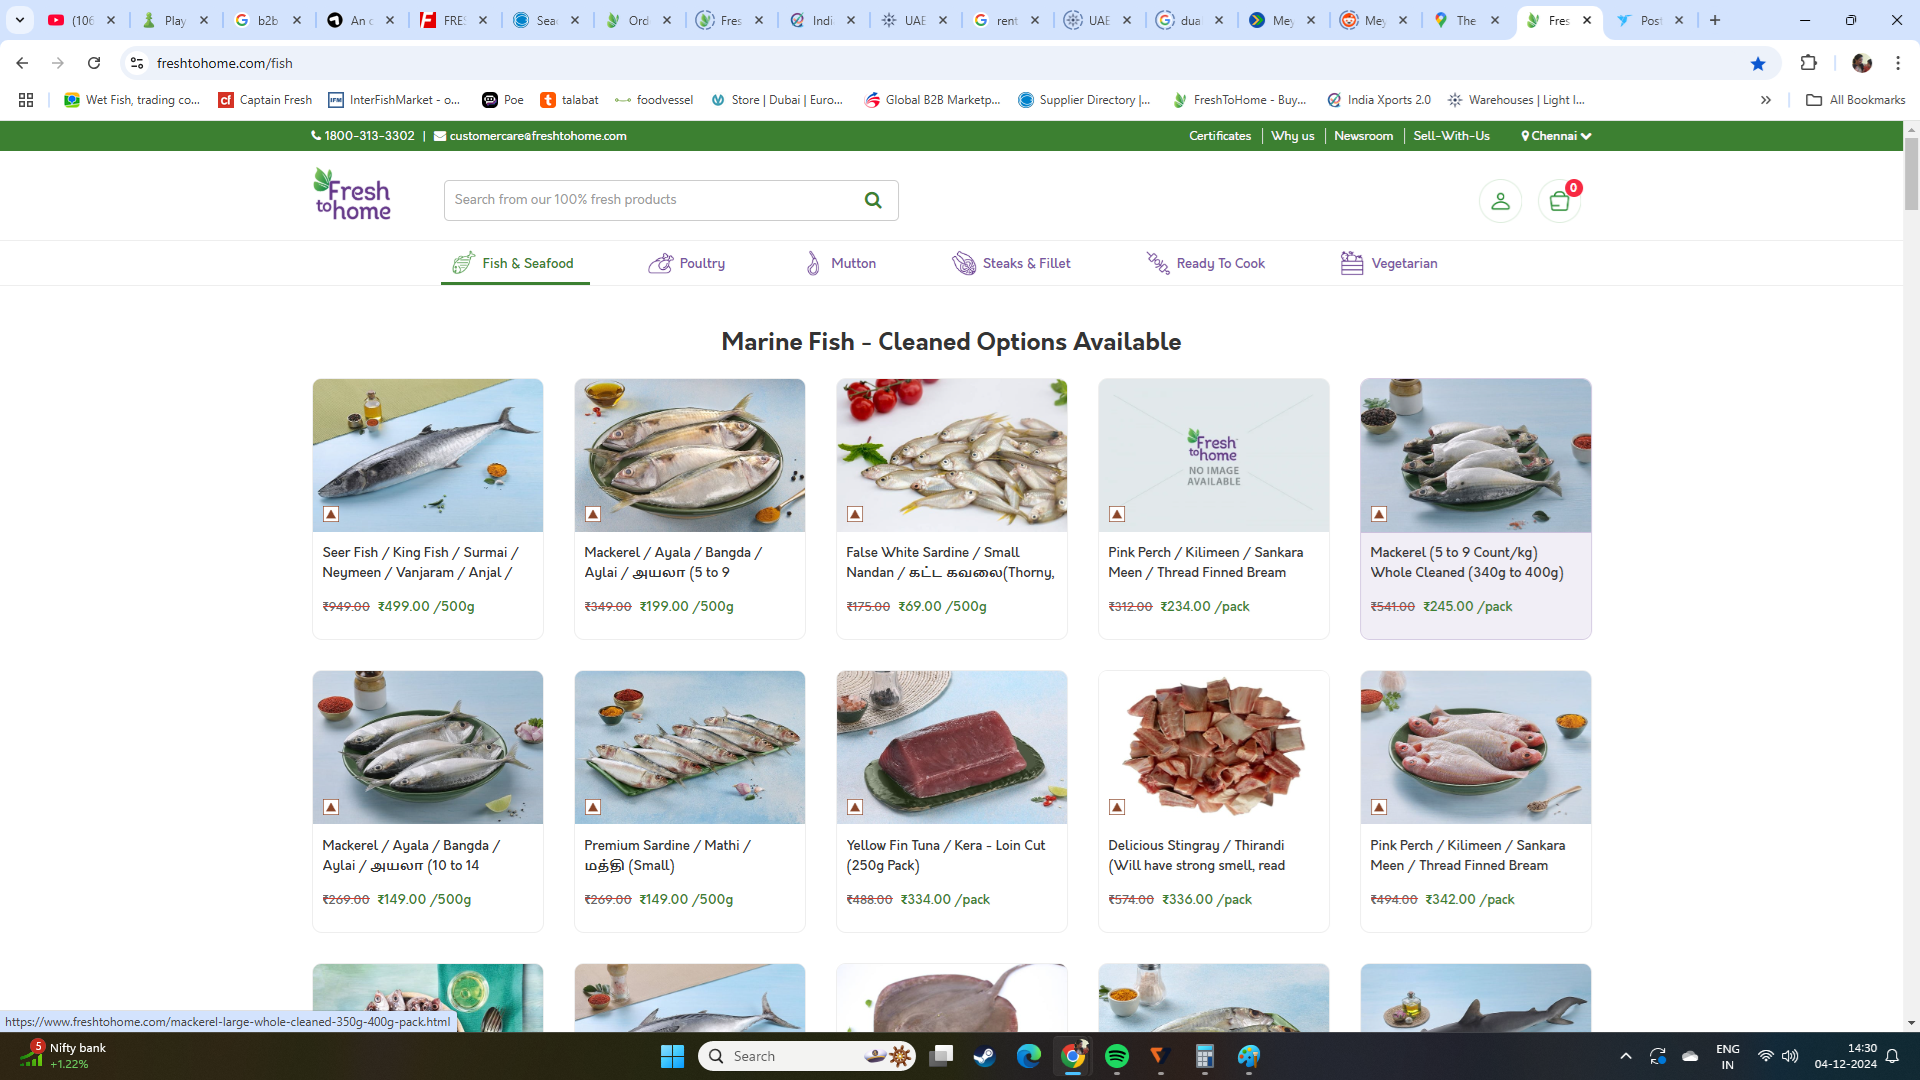 (106
Play
b2b
An c
FRE
Sea
Ord
Fres
Indi
UAE
rent
UAE
dua
Mey
Mey
The
Fres
Post
freshtohome.com/fish
Wet Fish, trading co...
Captain Fresh
InterFishMarket - o...
Poe
talabat
foodvessel
Store | Dubai | Euro...
Global B2B Marketp...
Supplier Directory |...
FreshToHome - Buy...
India Xports 2.0
Warehouses | Light I...
»
All Bookmarks
1800-313-3302 | customercare@freshtohome.com
Certificates | Why us | Newsroom | Sell-With-Us
Chennai
Fresh
to home
Search from our 100% fresh products
0
Fish & Seafood
Poultry
Mutton
Steaks & Fillet
Ready To Cook
Vegetarian
Marine Fish - Cleaned Options Available
Fresh
to home
NO IMAGE
AVAILABLE
Seer Fish / King Fish / Surmai /
Neymeen / Vanjaram / Anjal /
₹949.00 ₹499.00 /500g
Mackerel / Ayala / Bangda /
Aylai / அயலா (5 to 9
₹349.00 ₹199.00 /500g
False White Sardine / Small
Nandan / கட்ட கவலை(Thorny,
₹175.00 ₹69.00 /500g
Pink Perch / Kilimeen / Sankara
Meen / Thread Finned Bream
₹312.00 ₹234.00 /pack
Mackerel (5 to 9 Count/kg)
Whole Cleaned (340g to 400g)
₹541.00 ₹245.00 /pack
Mackerel / Ayala / Bangda /
Aylai / அயலா (10 to 14
₹269.00 ₹149.00 /500g
Premium Sardine / Mathi /
மத்தி (Small)
₹269.00 ₹149.00 /500g
Yellow Fin Tuna / Kera - Loin Cut
(250g Pack)
₹488.00 ₹334.00 /pack
Delicious Stingray / Thirandi
(Will have strong smell, read
₹574.00 ₹336.00 /pack
Pink Perch / Kilimeen / Sankara
Meen / Thread Finned Bream
₹494.00 ₹342.00 /pack
https://www.freshtohome.com/mackerel-large-whole-cleaned-350g-400g-pack.html
5
Nifty bank
+1.22%
Search
ENG
IN
14:30
04-12-2024